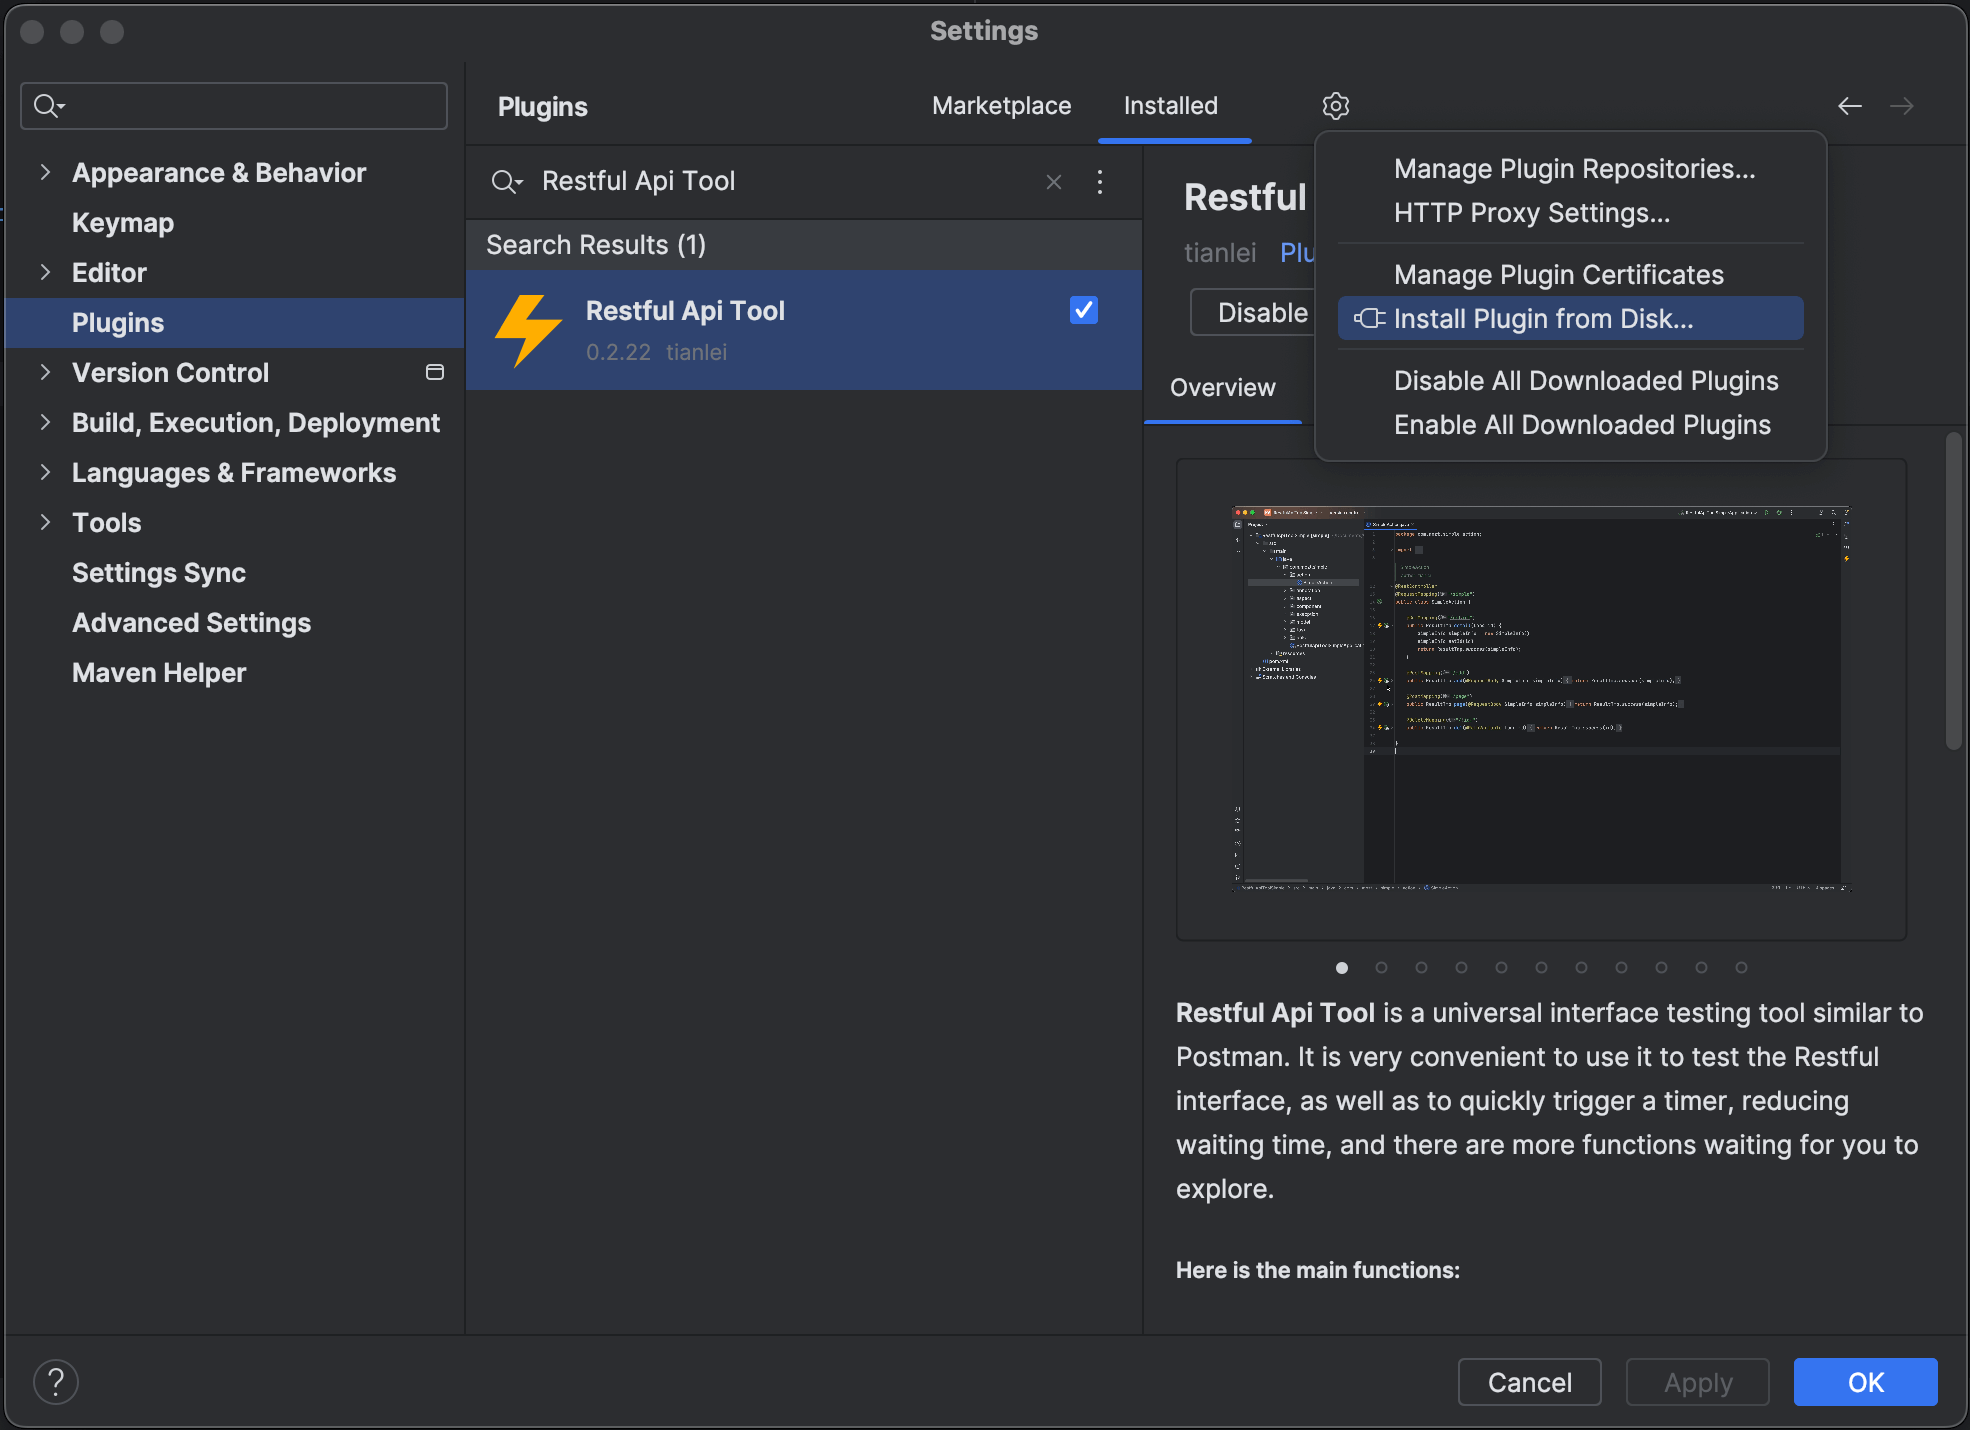 Settings
Plugins
Marketplace
Installed
Appearance & Behavior
Keymap
Editor
Plugins
Version Control
Build, Execution, Deployment
Languages & Frameworks
Tools
Settings Sync
Advanced Settings
Maven Helper
Restful Api Tool
Search Results (1)
Restful Api Tool
0.2.22 tianlei
Restful
tianlei Plu
Disable
Overview
Manage Plugin Repositories...
HTTP Proxy Settings...
Manage Plugin Certificates
Install Plugin from Disk...
Disable All Downloaded Plugins
Enable All Downloaded Plugins
Restful Api Tool is a universal interface testing tool similar to
Postman. It is very convenient to use it to test the Restful
interface, as well as to quickly trigger a timer, reducing
waiting time, and there are more functions waiting for you to
explore.
Here is the main functions:
?
Cancel
Apply
OK